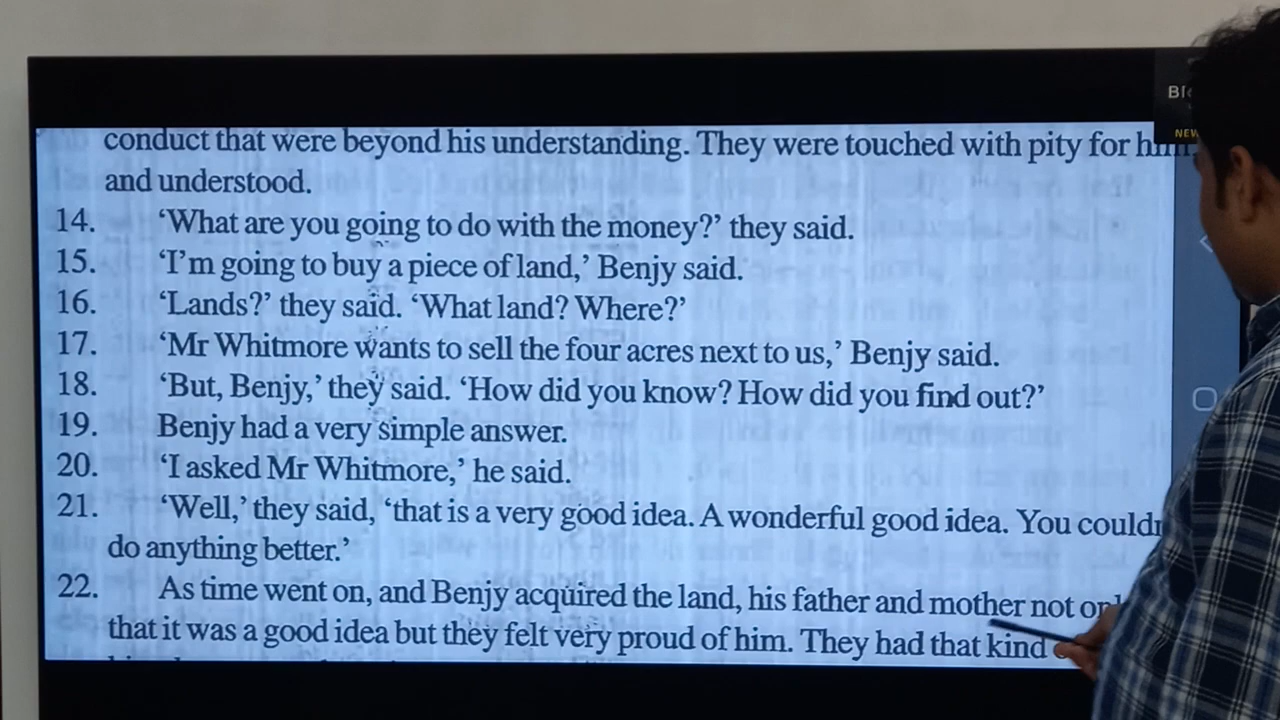 conduct that were beyond his understanding. They were touched with pity for him
and understood.
14. ‘What are you going to do with the money?’ they said.
15. ‘I’m going to buy a piece of land,’ Benjy said.
16. ‘Lands?’ they said. ‘What land? Where?’
17. ‘Mr Whitmore wants to sell the four acres next to us,’ Benjy said.
18. ‘But, Benjy,’ they said. ‘How did you know? How did you find out?’
19. Benjy had a very simple answer.
20. ‘I asked Mr Whitmore,’ he said.
21. ‘Well,’ they said, ‘that is a very good idea. A wonderful good idea. You
do anything better.’
22. As time went on, and Benjy acquired the land, his father and mother not
that it was a good idea but they felt very proud of him. They had that kind